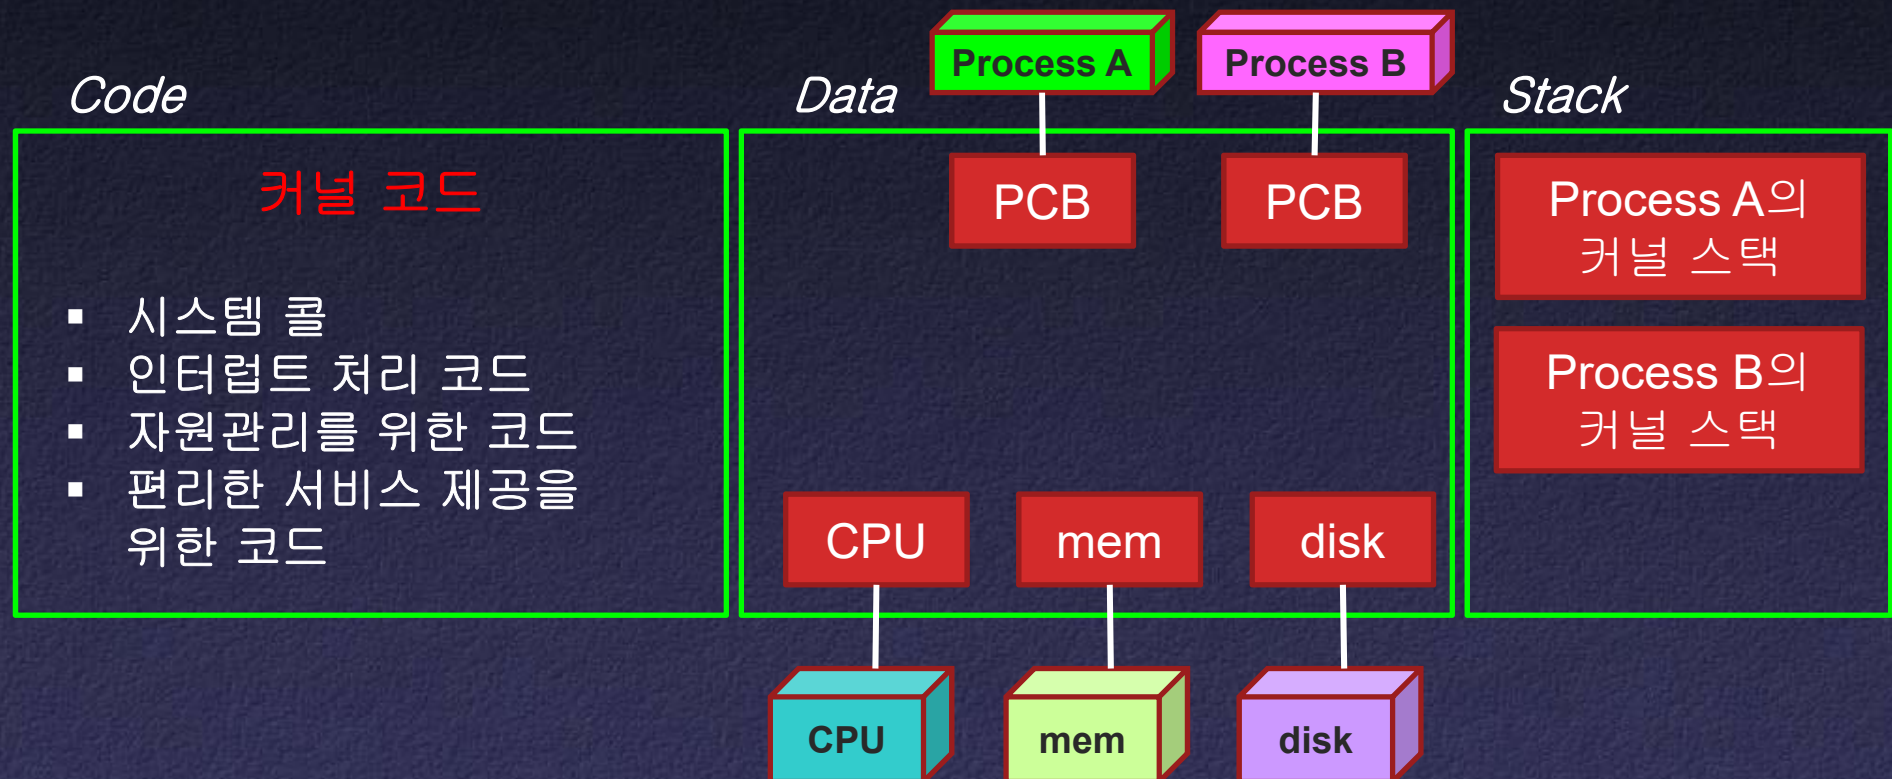 Code
커널 코드
▪ 시스템 콜
▪ 인터럽트 처리 코드
▪ 자원관리를 위한 코드
▪ 편리한 서비스 제공을
위한 코드
Data
Process A
Process B
PCB
PCB
CPU
mem
disk
CPU
mem
disk
Stack
Process A의
커널 스택
Process B의
커널 스택